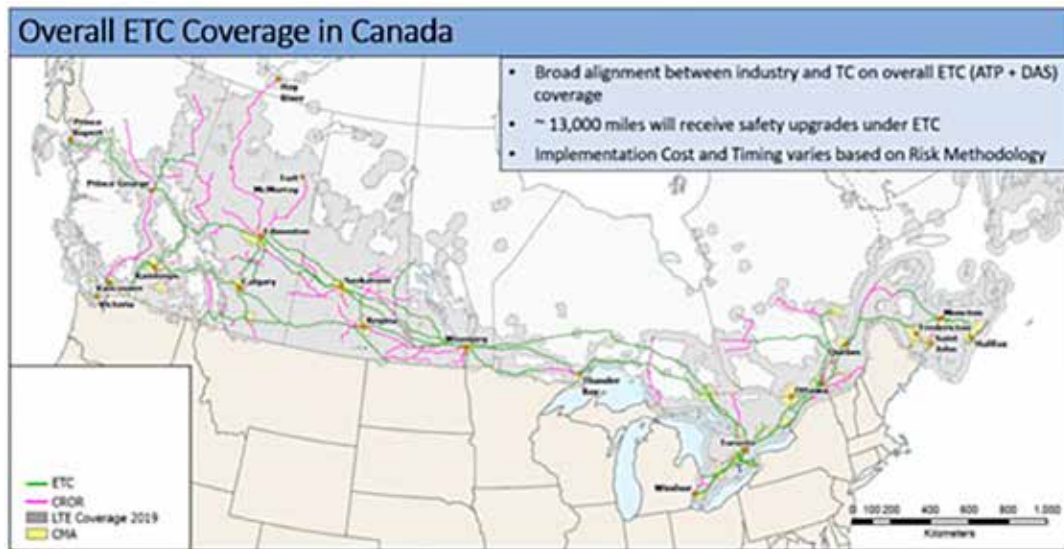 Overall ETC Coverage in Canada
• Broad alignment between industry and TC on overall ETC (ATP + DAS)
coverage
• ~ 13,000 miles will receive safety upgrades under ETC
• Implementation Cost and Timing varies based on Risk Methodology
Hay
River
Prince
Rupert
Prince George
Fort
McMurray
Edmonton
Kamloops
Vancouver
Victoria
Calgary
Saskatoon
Regina
Winnipeg
Thunder
Bay
Moncton
Fredericton
Saint
John
Halifax
Québec
Ottawa
Toronto
Windsor
ETC
CROR
LTE Coverage 2019
CMA
0 100 200 400 600 800 1.000
Kilometers